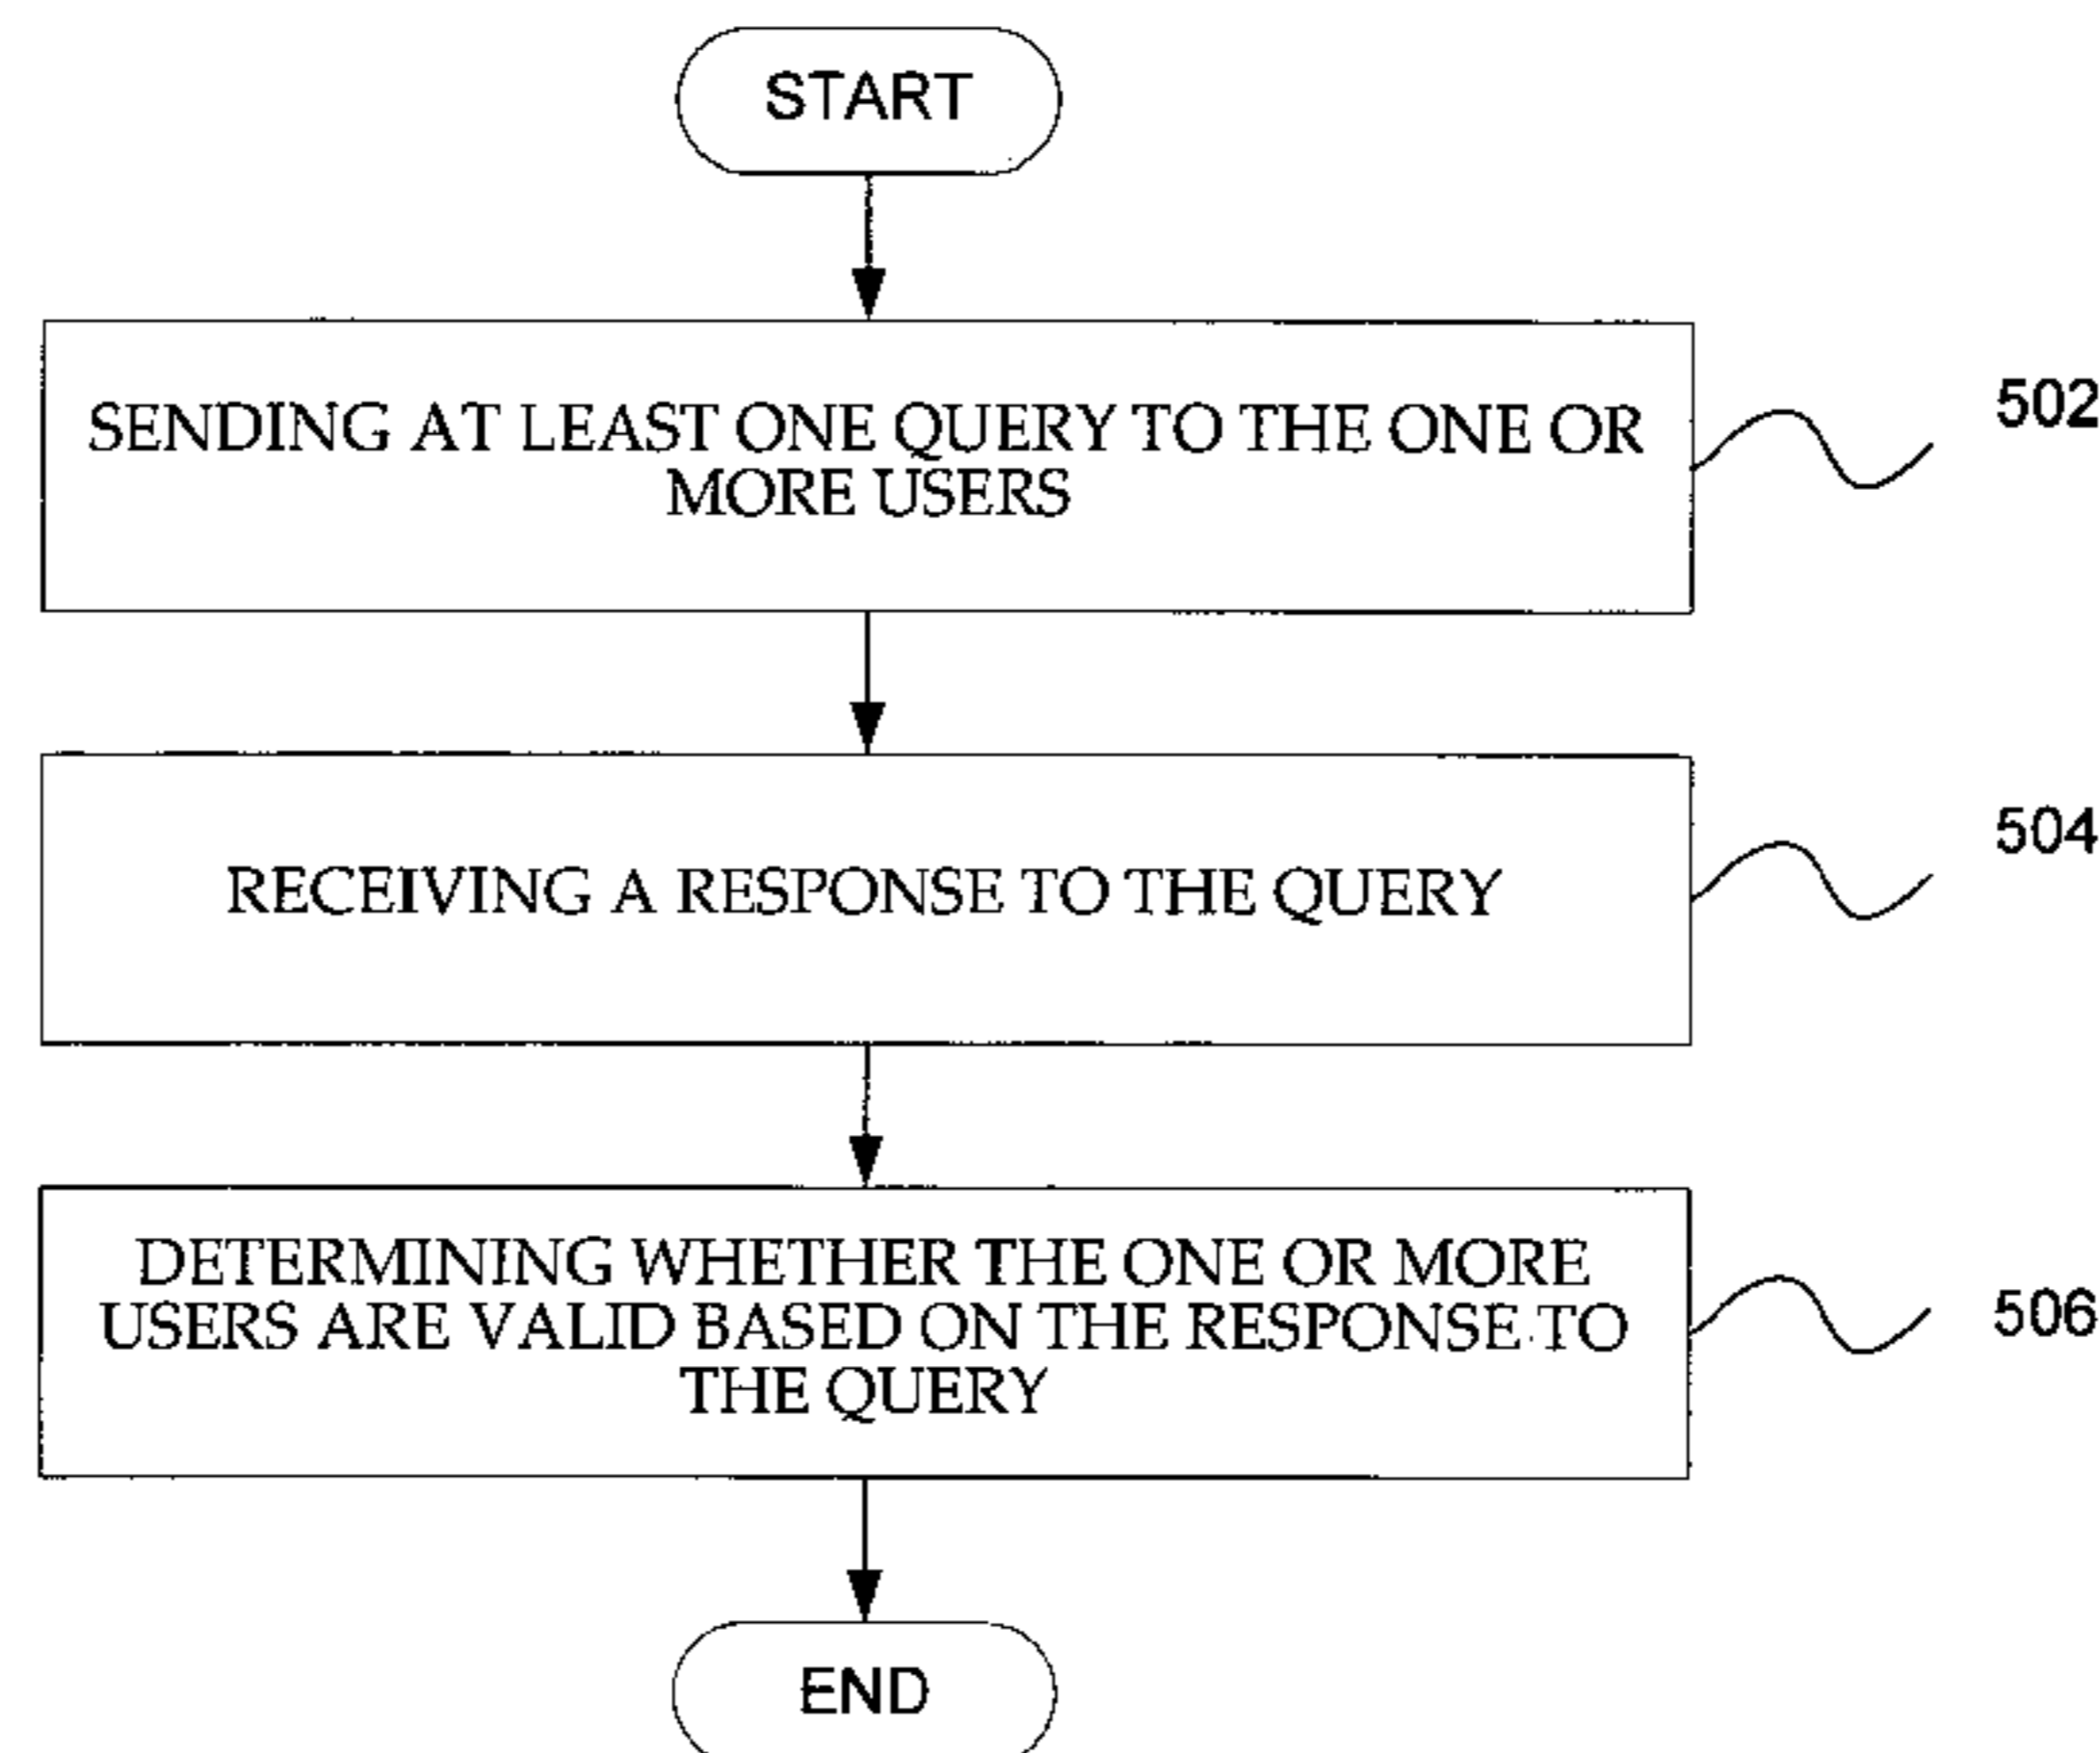 START
SENDING AT LEAST ONE QUERY TO THE ONE OR
MORE USERS
502
RECEIVING A RESPONSE TO THE QUERY
504
DETERMINING WHETHER THE ONE OR MORE
USERS ARE VALID BASED ON THE RESPONSE TO
THE QUERY
506
END